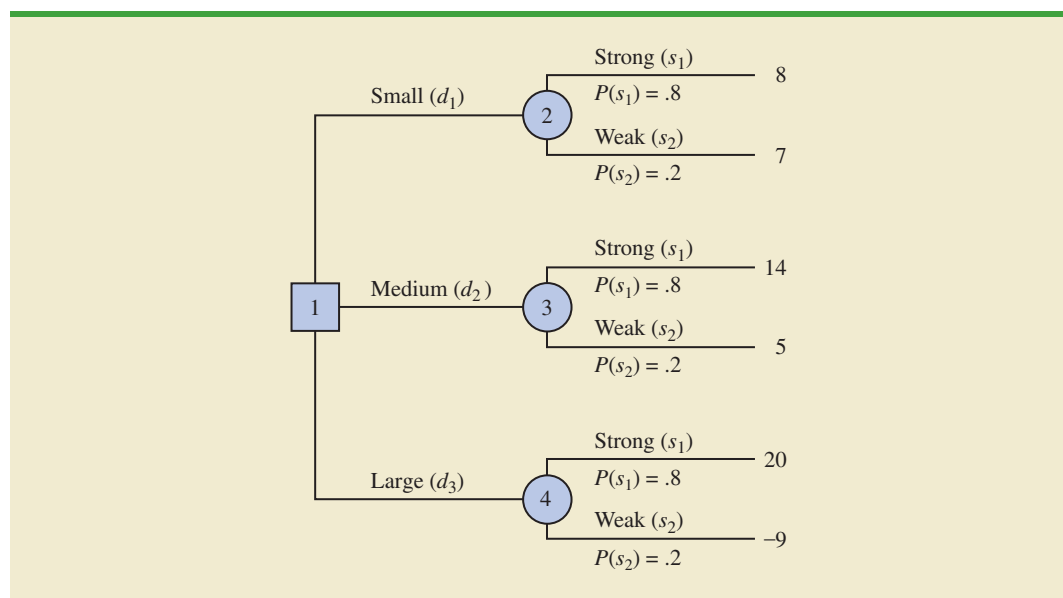 Strong (s₁)
8
Small (d₁)
P(s₁) = .8
2
Weak (s₂)
7
P(s₂) = .2
Strong (s₁)
14
Medium (d₂)
P(s₁) = .8
1
3
Weak (s₂)
5
P(s₂) = .2
Strong (s₁)
20
Large (d₃)
P(s₁) = .8
4
Weak (s₂)
–9
P(s₂) = .2